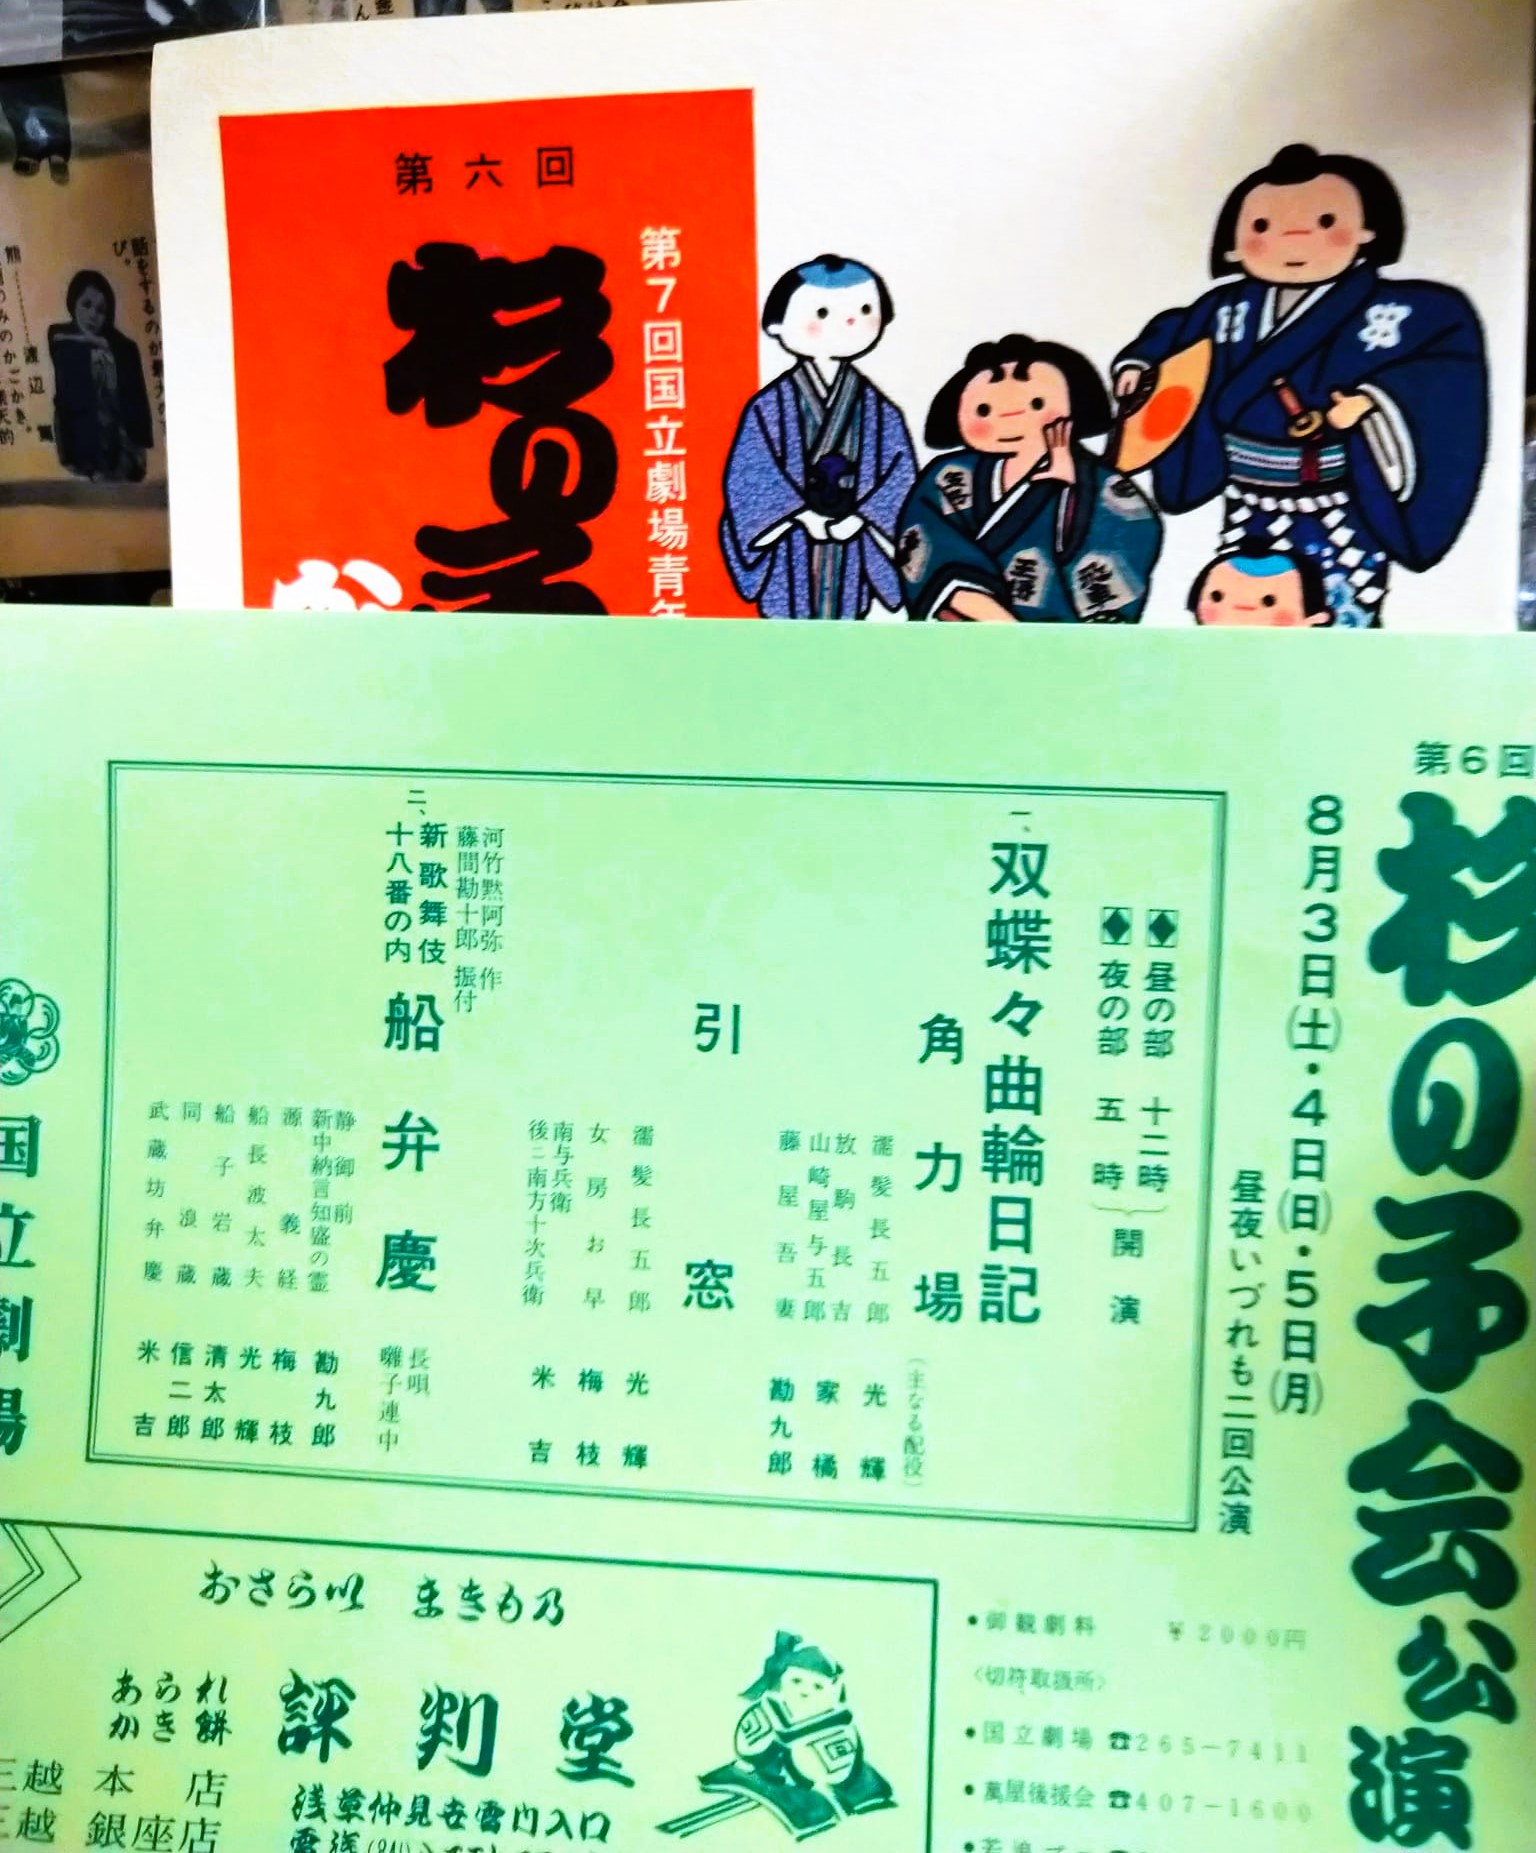 第六回
杉の子
第7回国立劇場青年
か
渡辺 篤
第6回
杉の子会公演
8月3日(土)・4日(日)・5日(月)
昼夜いづれも二回公演
昼の部 十二時
夜の部 五時
開演
一、双蝶々曲輪日記
角力場
(主なる配役)
濡髪長五郎 光輝
放駒長吉
山崎屋与五郎 家橘
藤屋吾妻 勘九郎
引窓
濡髪長五郎 光輝
女房お早 梅枝
南与兵衛
後ニ南方十次兵衛 米吉
河竹黙阿弥 作
藤間勘十郎 振付
二、新歌舞伎
十八番の内
船弁慶
長唄
囃子連中
静御前
新中納言知盛の霊 勘九郎
源義経 梅枝
船長波太夫 光輝
船子岩蔵 清太郎
同 浪蔵 信二郎
武蔵坊弁慶 米吉
国立劇場
おさらい まきもの
あられ
かき餅
評判堂
三越本店
三越銀座店
浅草仲見世雷門入口
●御観劇料 ¥2000円
〈切符取扱所〉
●国立劇場 ☎265-7411
●萬屋後援会 ☎407-1600